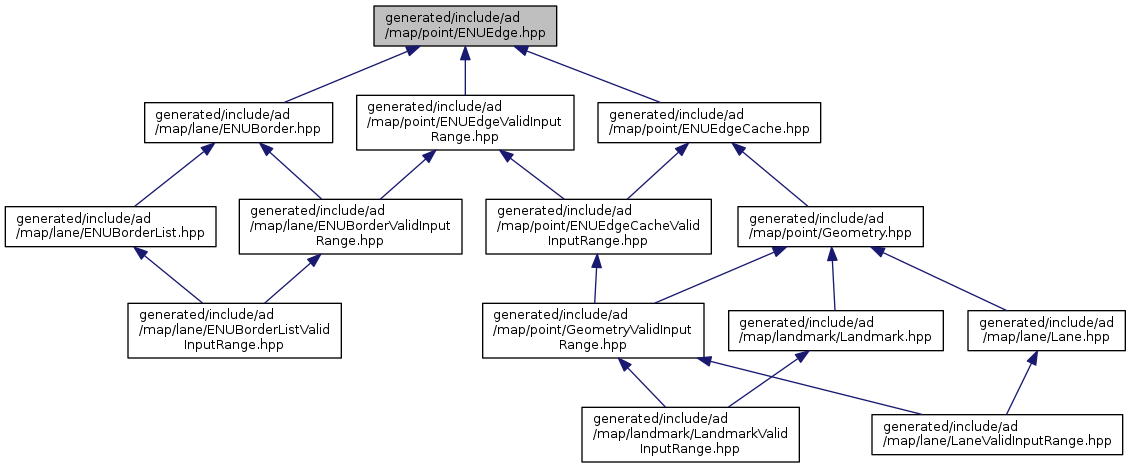 generated/include/ad
/map/point/ENUEdge.hpp
generated/include/ad
/map/lane/ENUBorder.hpp
generated/include/ad
/map/point/ENUEdgeValidInput
Range.hpp
generated/include/ad
/map/point/ENUEdgeCache.hpp
generated/include/ad
/map/lane/ENUBorderList.hpp
generated/include/ad
/map/lane/ENUBorderValidInput
Range.hpp
generated/include/ad
/map/point/ENUEdgeCacheValid
InputRange.hpp
generated/include/ad
/map/point/Geometry.hpp
generated/include/ad
/map/lane/ENUBorderListValid
InputRange.hpp
generated/include/ad
/map/point/GeometryValidInput
Range.hpp
generated/include/ad
/map/landmark/Landmark.hpp
generated/include/ad
/map/lane/Lane.hpp
generated/include/ad
/map/landmark/LandmarkValid
InputRange.hpp
generated/include/ad
/map/lane/LaneValidInputRange.hpp